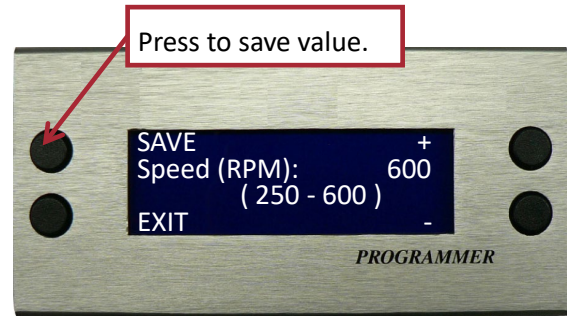 Press to save value.
SAVE +
Speed (RPM): 600
( 250 - 600 )
EXIT -
PROGRAMMER